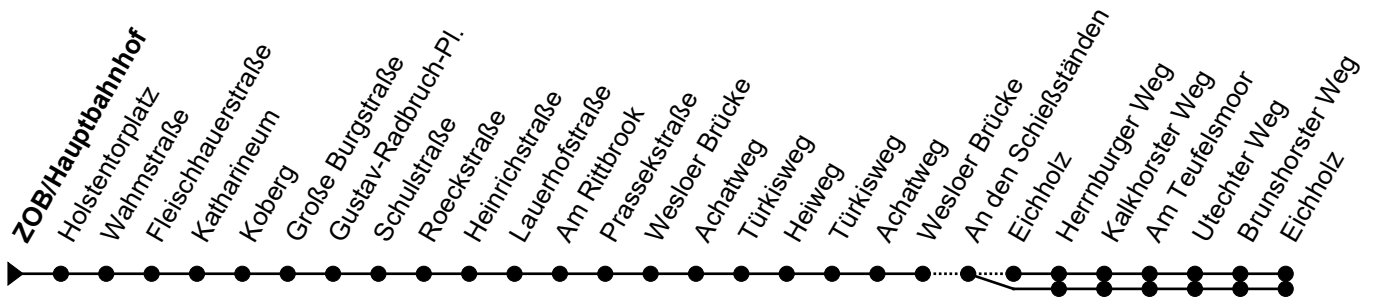 ZOB/Hauptbahnhof
Holstentorplatz
Wahmstraße
Fleischhauerstraße
Katharineum
Koberg
Große Burgstraße
Gustav-Radbruch-Pl.
Schulstraße
Roeckstraße
Heinrichstraße
Lauerhofstraße
Am Rittbrook
Prassekstraße
Wesloer Brücke
Achatweg
Türkisweg
Heiweg
Türkisweg
Achatweg
Wesloer Brücke
An den Schießständen
Eichholz
Herrnburger Weg
Kalkhorster Weg
Am Teufelsmoor
Utechter Weg
Brunshorster Weg
Eichholz